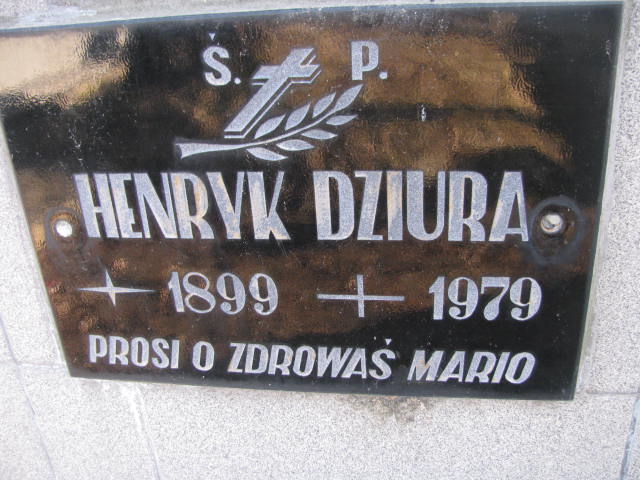 Ś. P.
HENRYK DZIURA
1899 1979
PROSI O ZDROWAŚ MARIO